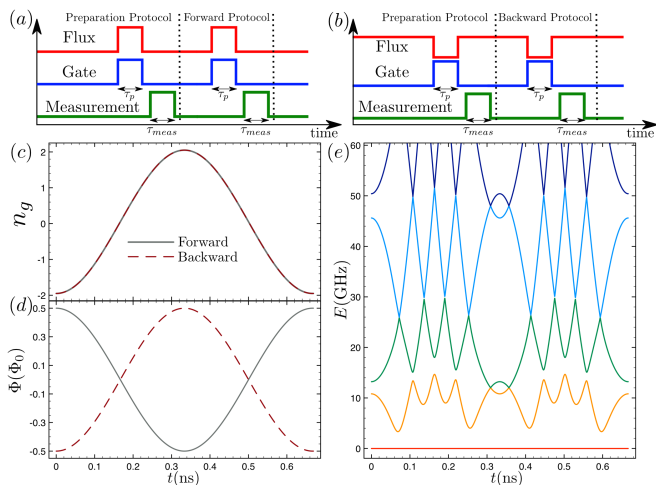 (a) Preparation Protocol Forward Protocol
Flux
Gate
τp τp
Measurement
τmeas τmeas time
(b) Preparation Protocol Backward Protocol
Flux
Gate
τp τp
Measurement
τmeas τmeas time
(c)
2
1
0
-1
-2
ng
Forward
Backward
(d)
0.5
0.3
0.1
-0.1
-0.3
-0.5
Φ(Φ0)
0 0.1 0.2 0.3 0.4 0.5 0.6
t(ns)
(e)
60
50
40
30
20
10
0
E(GHz)
0 0.1 0.2 0.3 0.4 0.5 0.6
t(ns)